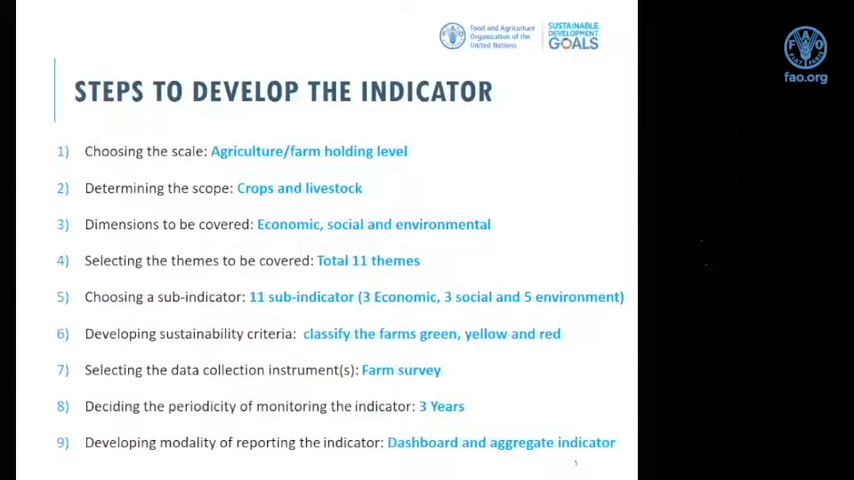 Food and Agriculture
Organization of the
United Nations
SUSTAINABLE
DEVELOPMENT
GOALS
FAO
FIAT PANIS
fao.org
STEPS TO DEVELOP THE INDICATOR
1) Choosing the scale: Agriculture/farm holding level
2) Determining the scope: Crops and livestock
3) Dimensions to be covered: Economic, social and environmental
4) Selecting the themes to be covered: Total 11 themes
5) Choosing a sub-indicator: 11 sub-indicator (3 Economic, 3 social and 5 environment)
6) Developing sustainability criteria: classify the farms green, yellow and red
7) Selecting the data collection instrument(s): Farm survey
8) Deciding the periodicity of monitoring the indicator: 3 Years
9) Developing modality of reporting the indicator: Dashboard and aggregate indicator
5